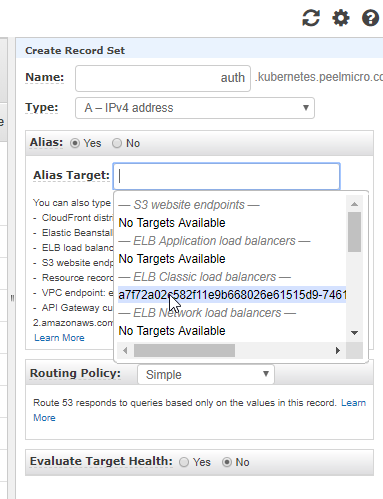 Create Record Set
Name: auth .kubernetes.peelmicro.co
Type: A – IPv4 address
Alias: Yes No
Alias Target:
You can also type
— S3 website endpoints —
- CloudFront distr
No Targets Available
- Elastic Beanstalk
— ELB Application load balancers —
- ELB load balanc
No Targets Available
- S3 website endp
— ELB Classic load balancers —
- Resource record
a7f72a02c582f11e9b668026e61515d9-7461
- VPC endpoint: e
— ELB Network load balancers —
- API Gateway cu
No Targets Available
2.amazonaws.com
Learn More
Routing Policy: Simple
Route 53 responds to queries based only on the values in this record. Learn
More
Evaluate Target Health: Yes No